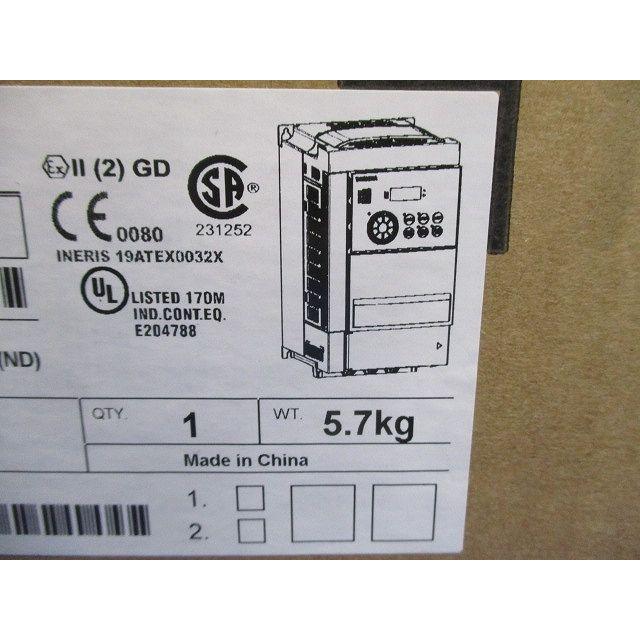 Ex II (2) GD
CE 0080
INERIS 19ATEX0032X
SA ®
231252
UL LISTED 170M
IND.CONT.EQ.
E204788
(ND)
QTY. 1 WT. 5.7kg
Made in China
1.
2.